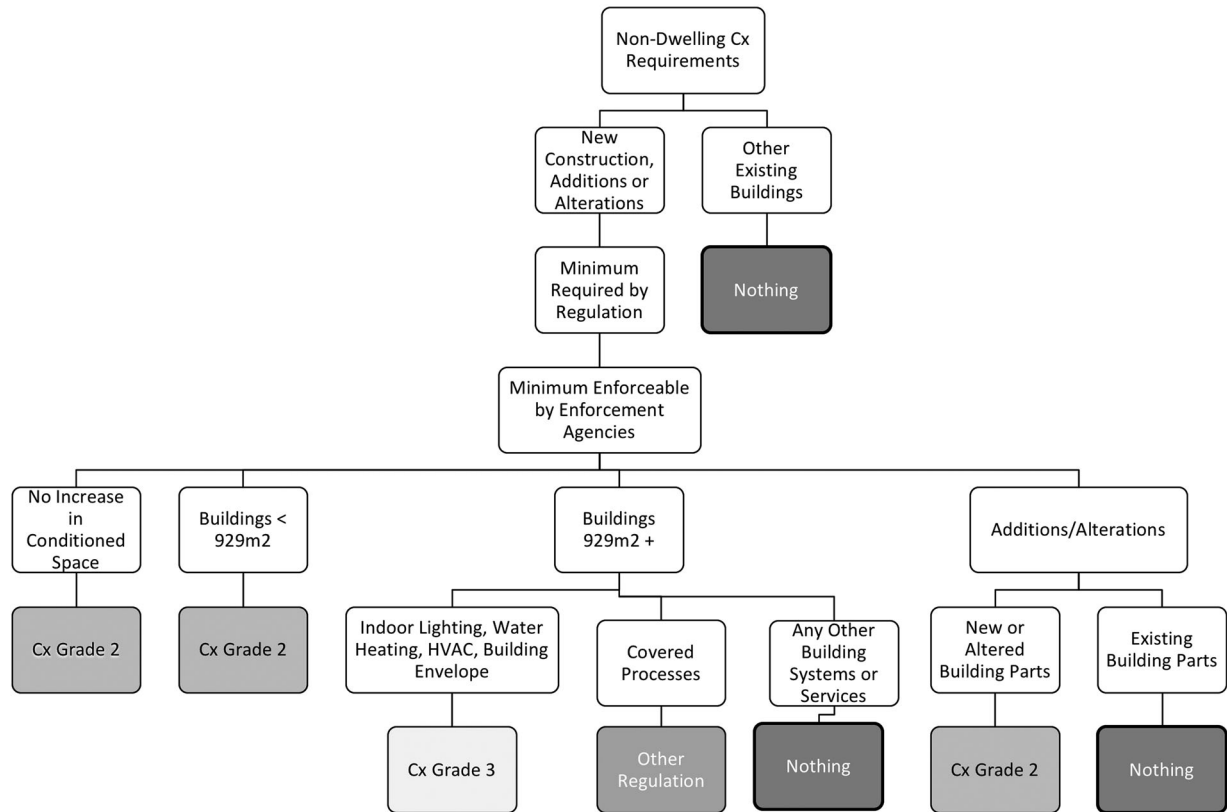 Non-Dwelling Cx
Requirements
New
Construction,
Additions or
Alterations
Other
Existing
Buildings
Minimum
Required by
Regulation
Nothing
Minimum Enforceable
by Enforcement
Agencies
No Increase
in
Conditioned
Space
Buildings <
929m2
Buildings
929m2 +
Additions/Alterations
Cx Grade 2
Cx Grade 2
Indoor Lighting, Water
Heating, HVAC, Building
Envelope
Covered
Processes
Any Other
Building
Systems or
Services
New or
Altered
Building Parts
Existing
Building Parts
Cx Grade 3
Other
Regulation
Nothing
Cx Grade 2
Nothing